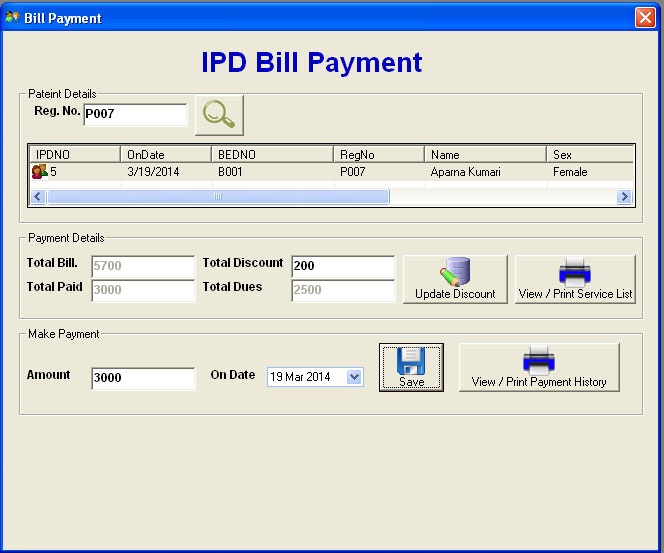 Bill Payment
IPD Bill Payment
Pateint Details
Reg. No. P007
IPDNO OnDate BEDNO RegNo Name Sex
5 3/19/2014 B001 P007 Aparna Kumari Female
Payment Details
Total Bill. 5700 Total Discount 200
Total Paid 3000 Total Dues 2500
Update Discount View / Print Service List
Make Payment
Amount 3000 On Date 19 Mar 2014
Save View / Print Payment History